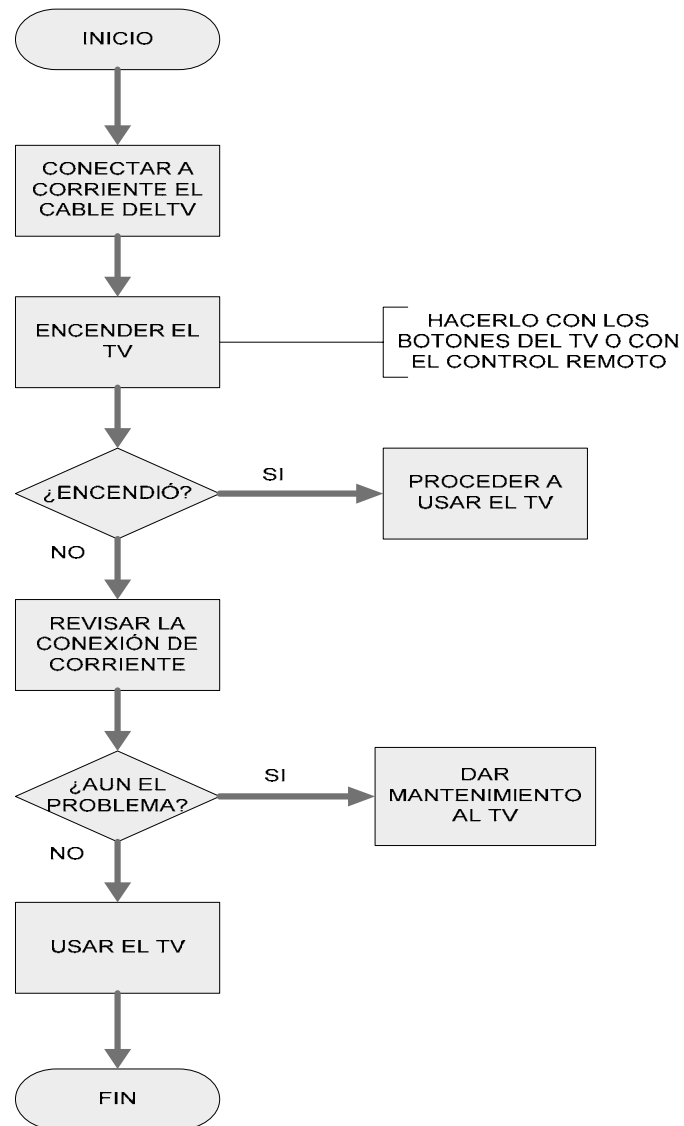 INICIO
CONECTAR A
CORRIENTE EL
CABLE DELTV
ENCENDER EL
TV
HACERLO CON LOS
BOTONES DEL TV O CON
EL CONTROL REMOTO
¿ENCENDIÓ?
SI
PROCEDER A
USAR EL TV
NO
REVISAR LA
CONEXIÓN DE
CORRIENTE
¿AUN EL
PROBLEMA?
SI
DAR
MANTENIMIENTO
AL TV
NO
USAR EL TV
FIN